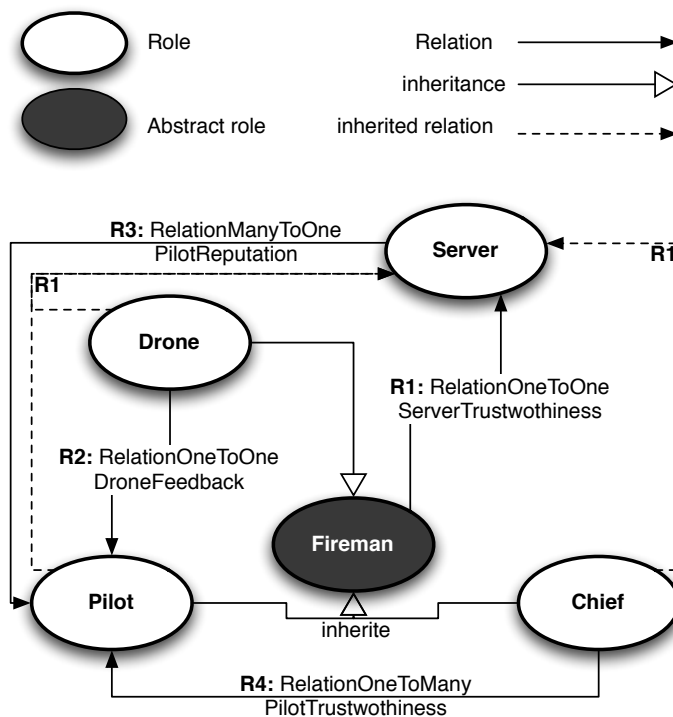 Role
Relation
inheritance
Abstract role
inherited relation
R3: RelationManyToOne
PilotReputation
Server
R1
R1
Drone
R1: RelationOneToOne
ServerTrustwothiness
R2: RelationOneToOne
DroneFeedback
Fireman
Pilot
Chief
inherite
R4: RelationOneToMany
PilotTrustwothiness